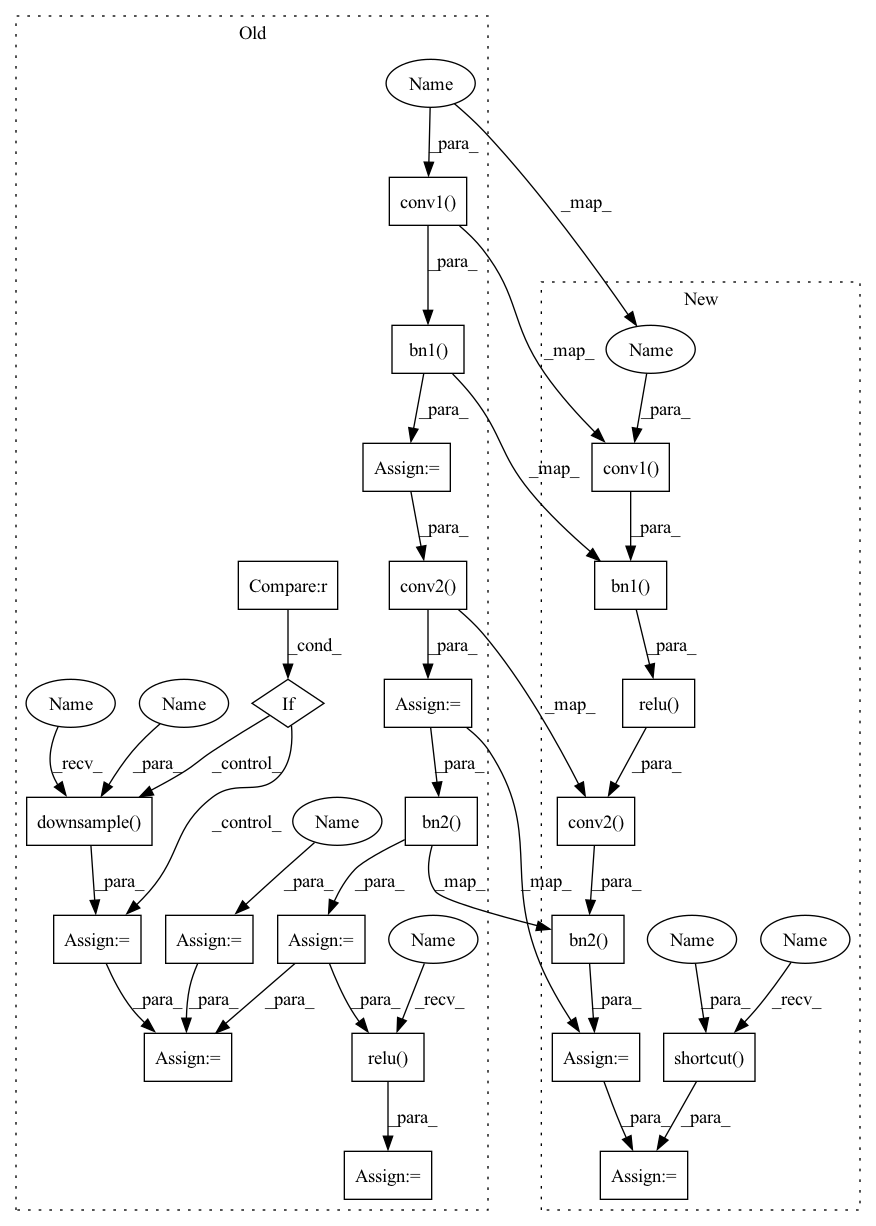 Old
Name
_para_
conv1()
_map_
_para_
New
bn1()
Name
_map_
_para_
_para_
Assign:=
conv1()
_map_
_para_
_para_
Compare:r
conv2()
bn1()
_cond_
_para_
_para_
Name
Name
If
Assign:=
_map_
relu()
_recv_
_para_
_control_
_para_
_para_
downsample()
Name
bn2()
conv2()
_control_
_para_
_para_
_para_
_map_
_map_
_para_
Assign:=
Assign:=
Assign:=
Name
bn2()
Name
Name
_para_
_para_
_para_
_para_
_recv_
_para_
_para_
_recv_
Assign:=
relu()
Assign:=
shortcut()
_para_
_para_
_para_
Assign:=
Assign:=